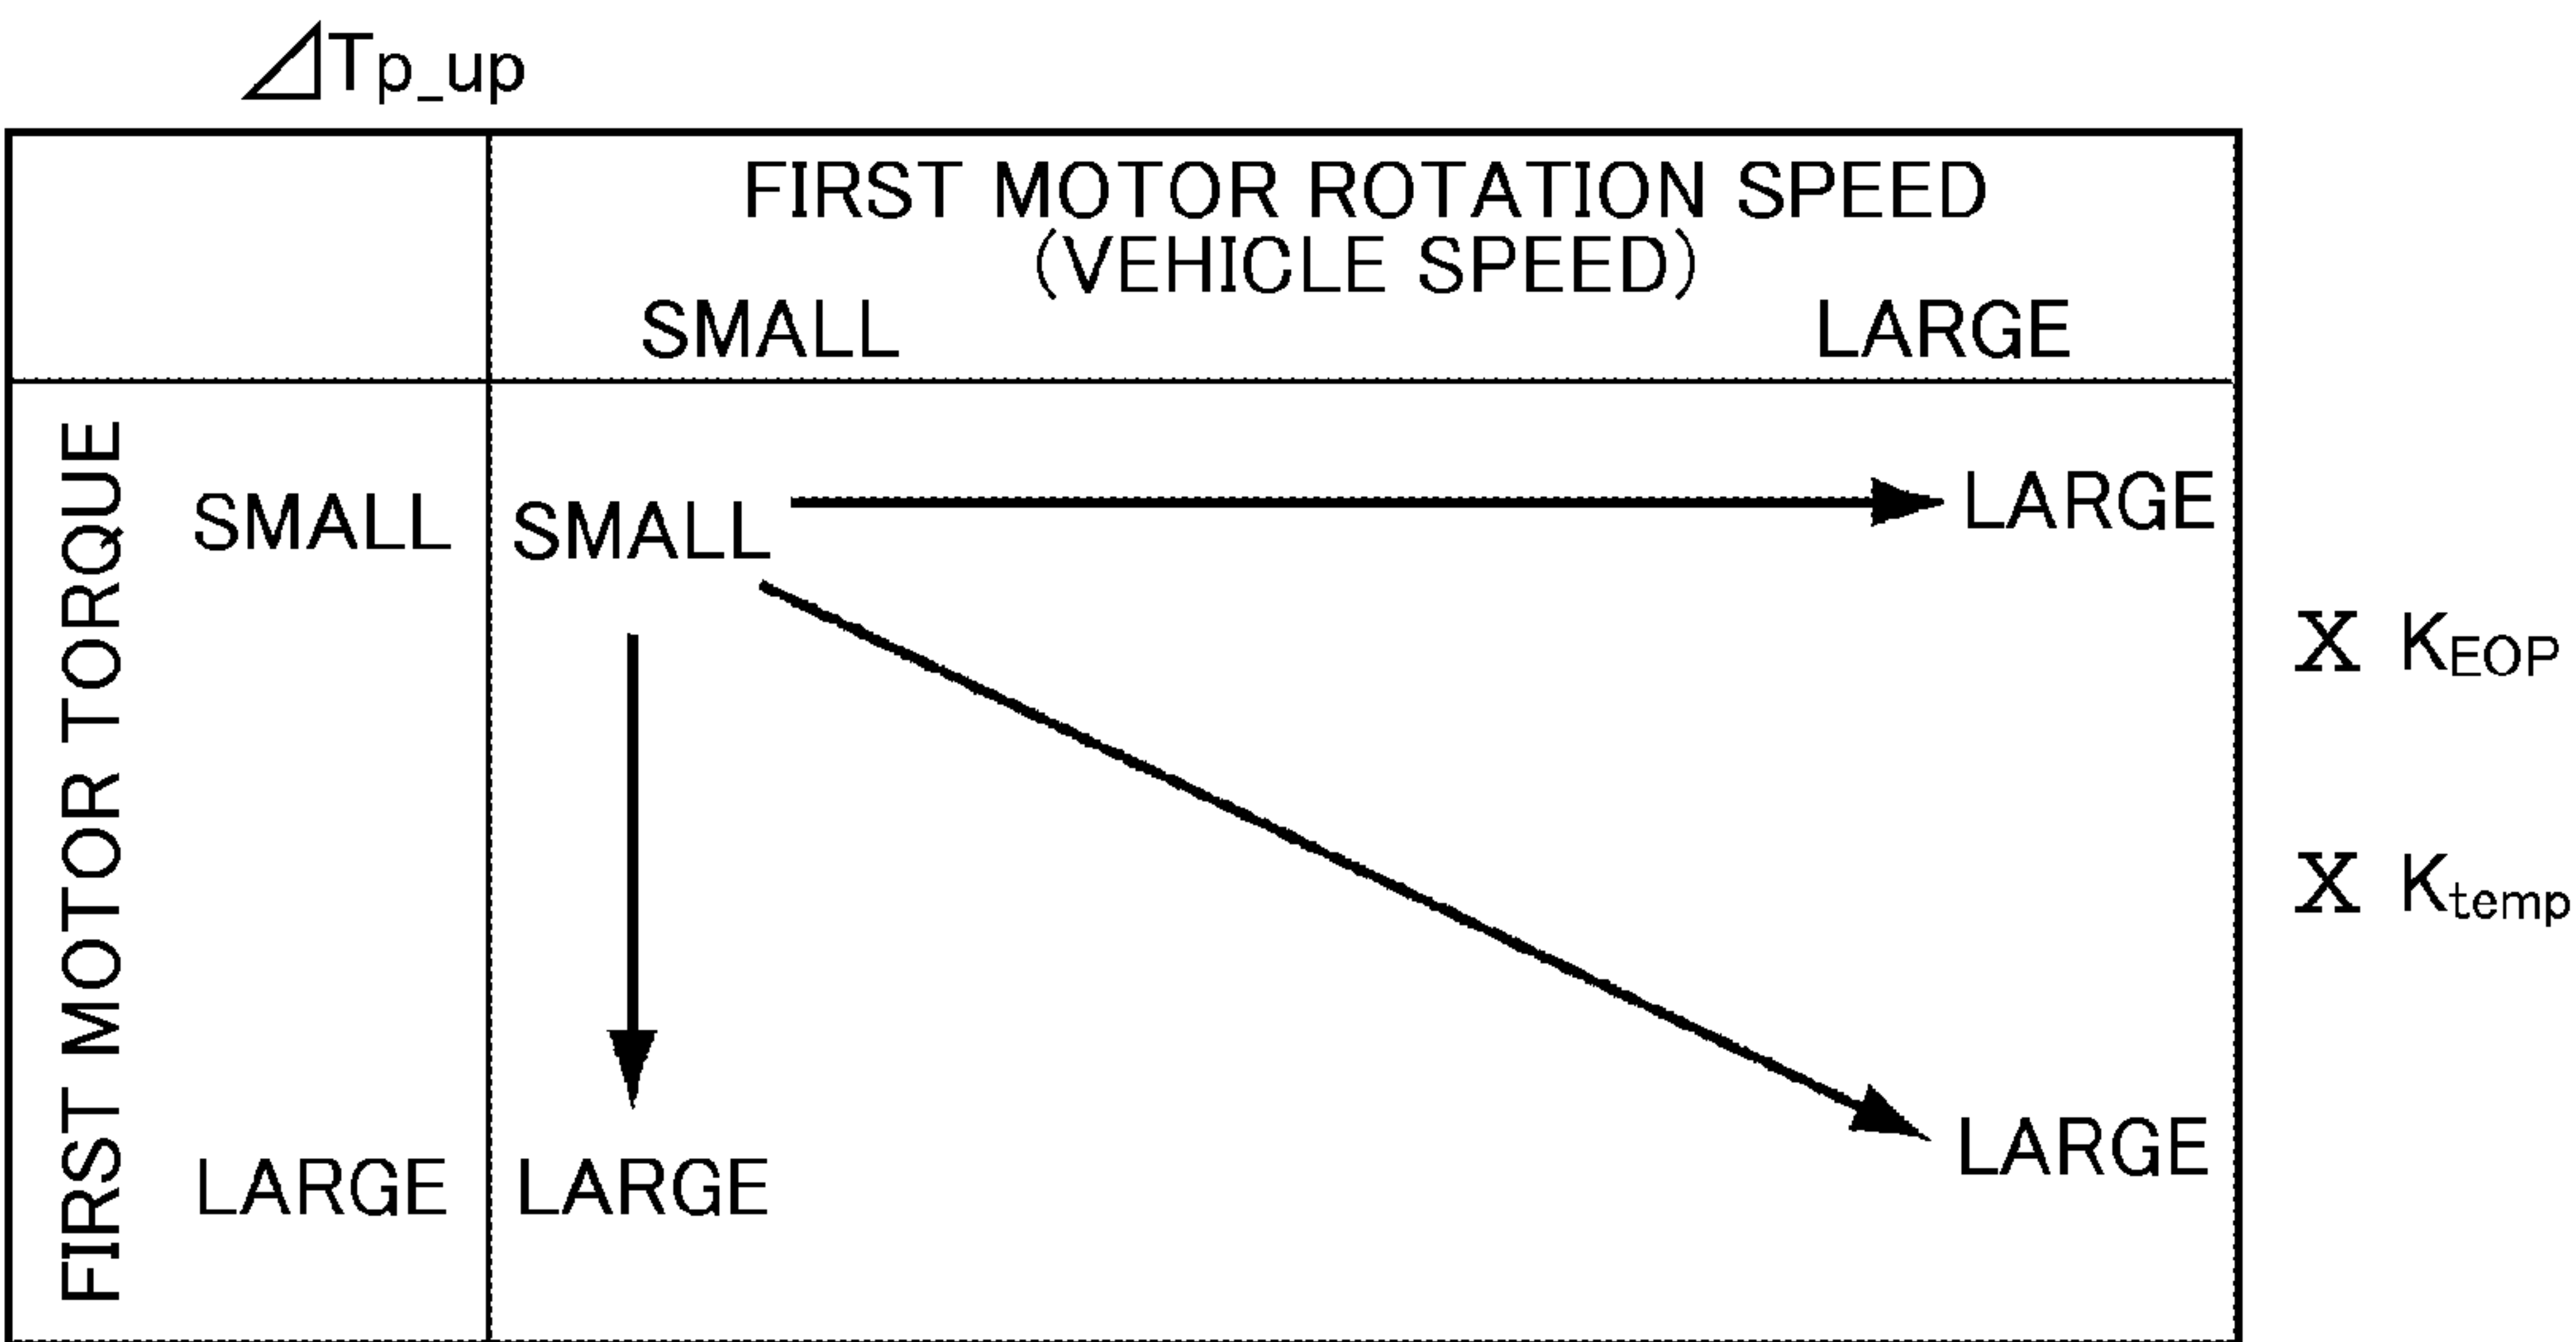 ⊿Tp_up
FIRST MOTOR ROTATION SPEED
(VEHICLE SPEED)
SMALL LARGE
FIRST MOTOR TORQUE
SMALL SMALL LARGE
X KEOP
X Ktemp
LARGE LARGE LARGE